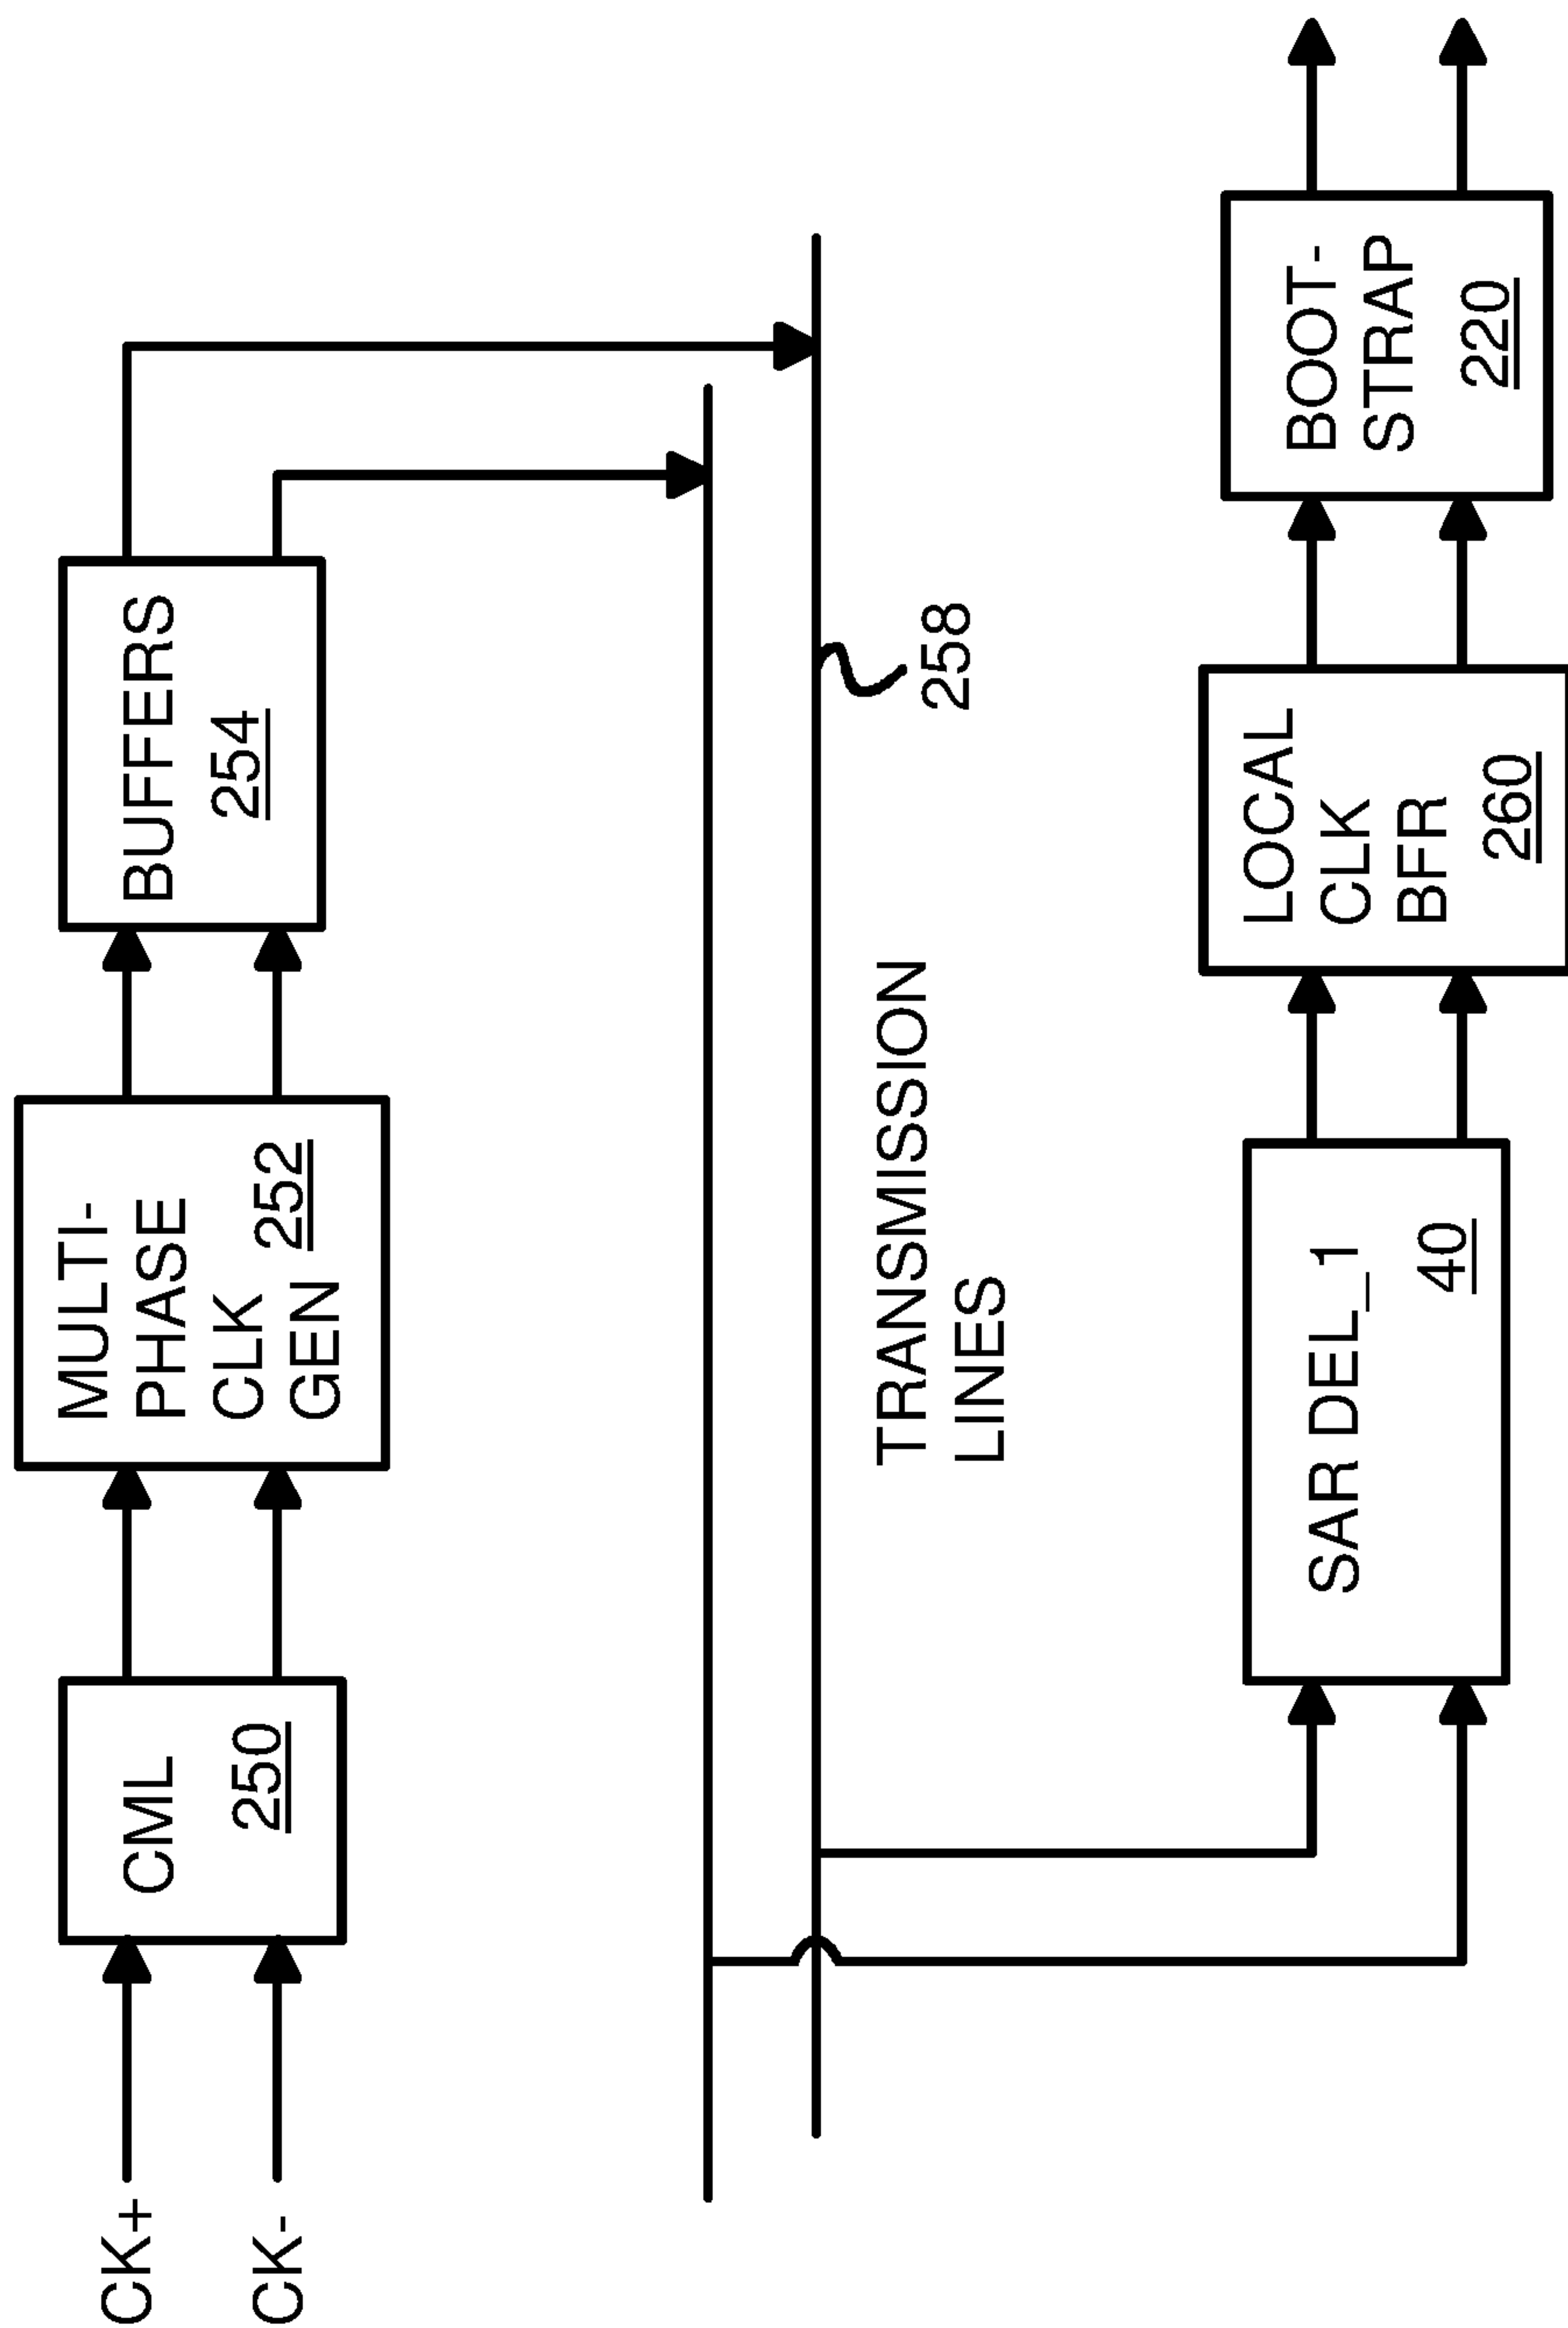 CK+
CK-
CML
250
MULTI-
PHASE
CLK 252
GEN
BUFFERS
254
258
TRANSMISSION
LINES
SAR DEL_1
40
LOCAL
CLK
BFR
260
BOOT-
STRAP
220